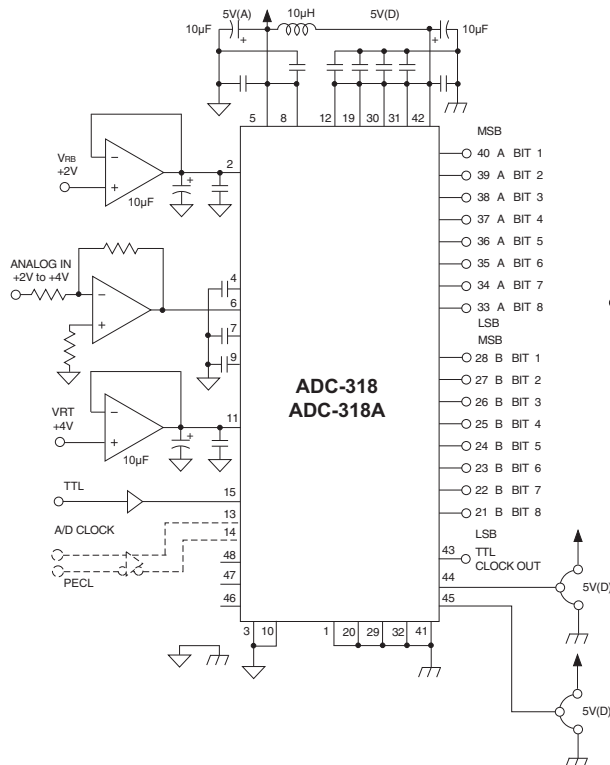 10µF 5V(A) 10µH 5V(D) 10µF
5 8 12 19 30 31 42
MSB
40 A BIT 1
39 A BIT 2
38 A BIT 3
37 A BIT 4
36 A BIT 5
35 A BIT 6
34 A BIT 7
33 A BIT 8
LSB
MSB
28 B BIT 1
27 B BIT 2
26 B BIT 3
25 B BIT 4
24 B BIT 5
23 B BIT 6
22 B BIT 7
21 B BIT 8
LSB
43 TTL
CLOCK OUT
44
45
5V(D)
5V(D)
VRB
+2V
10µF
2
ANALOG IN
+2V to +4V
4
6
7
9
ADC-318
ADC-318A
VRT
+4V
10µF
11
TTL
15
A/D CLOCK
13
14
PECL
48
47
46
3 10 1 20 29 32 41